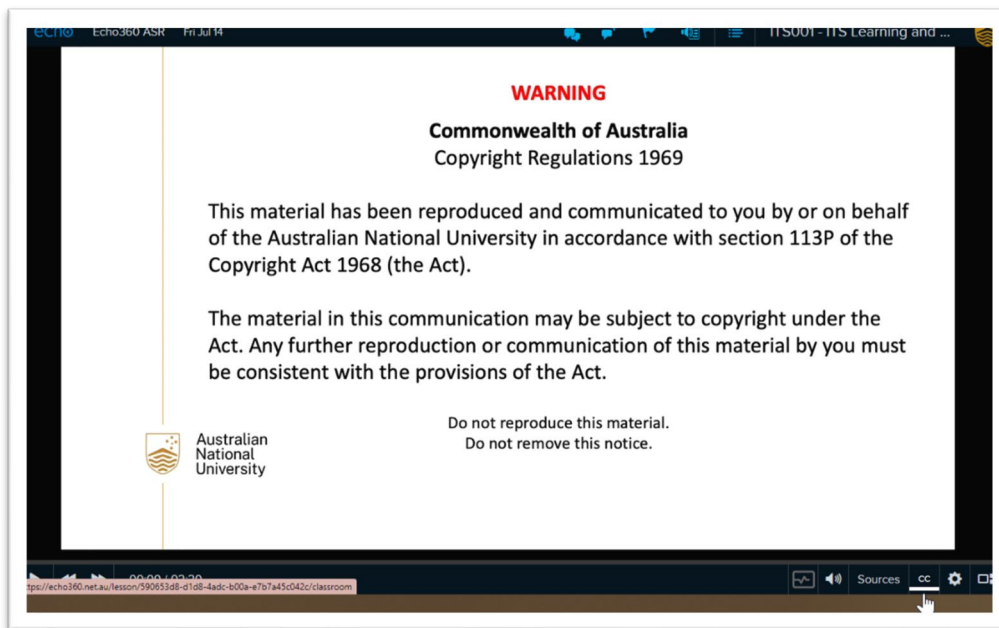 echo Echo360 ASR Fri Jul 14 ITS001 - ITS Learning and ...
WARNING
Commonwealth of Australia
Copyright Regulations 1969
This material has been reproduced and communicated to you by or on behalf
of the Australian National University in accordance with section 113P of the
Copyright Act 1968 (the Act).
The material in this communication may be subject to copyright under the
Act. Any further reproduction or communication of this material by you must
be consistent with the provisions of the Act.
Do not reproduce this material.
Do not remove this notice.
Australian
National
University
Sources CC
tps://echo360.net.au/lesson/590653d8-d1d8-4adc-b00a-e7b7a45c042c/classroom